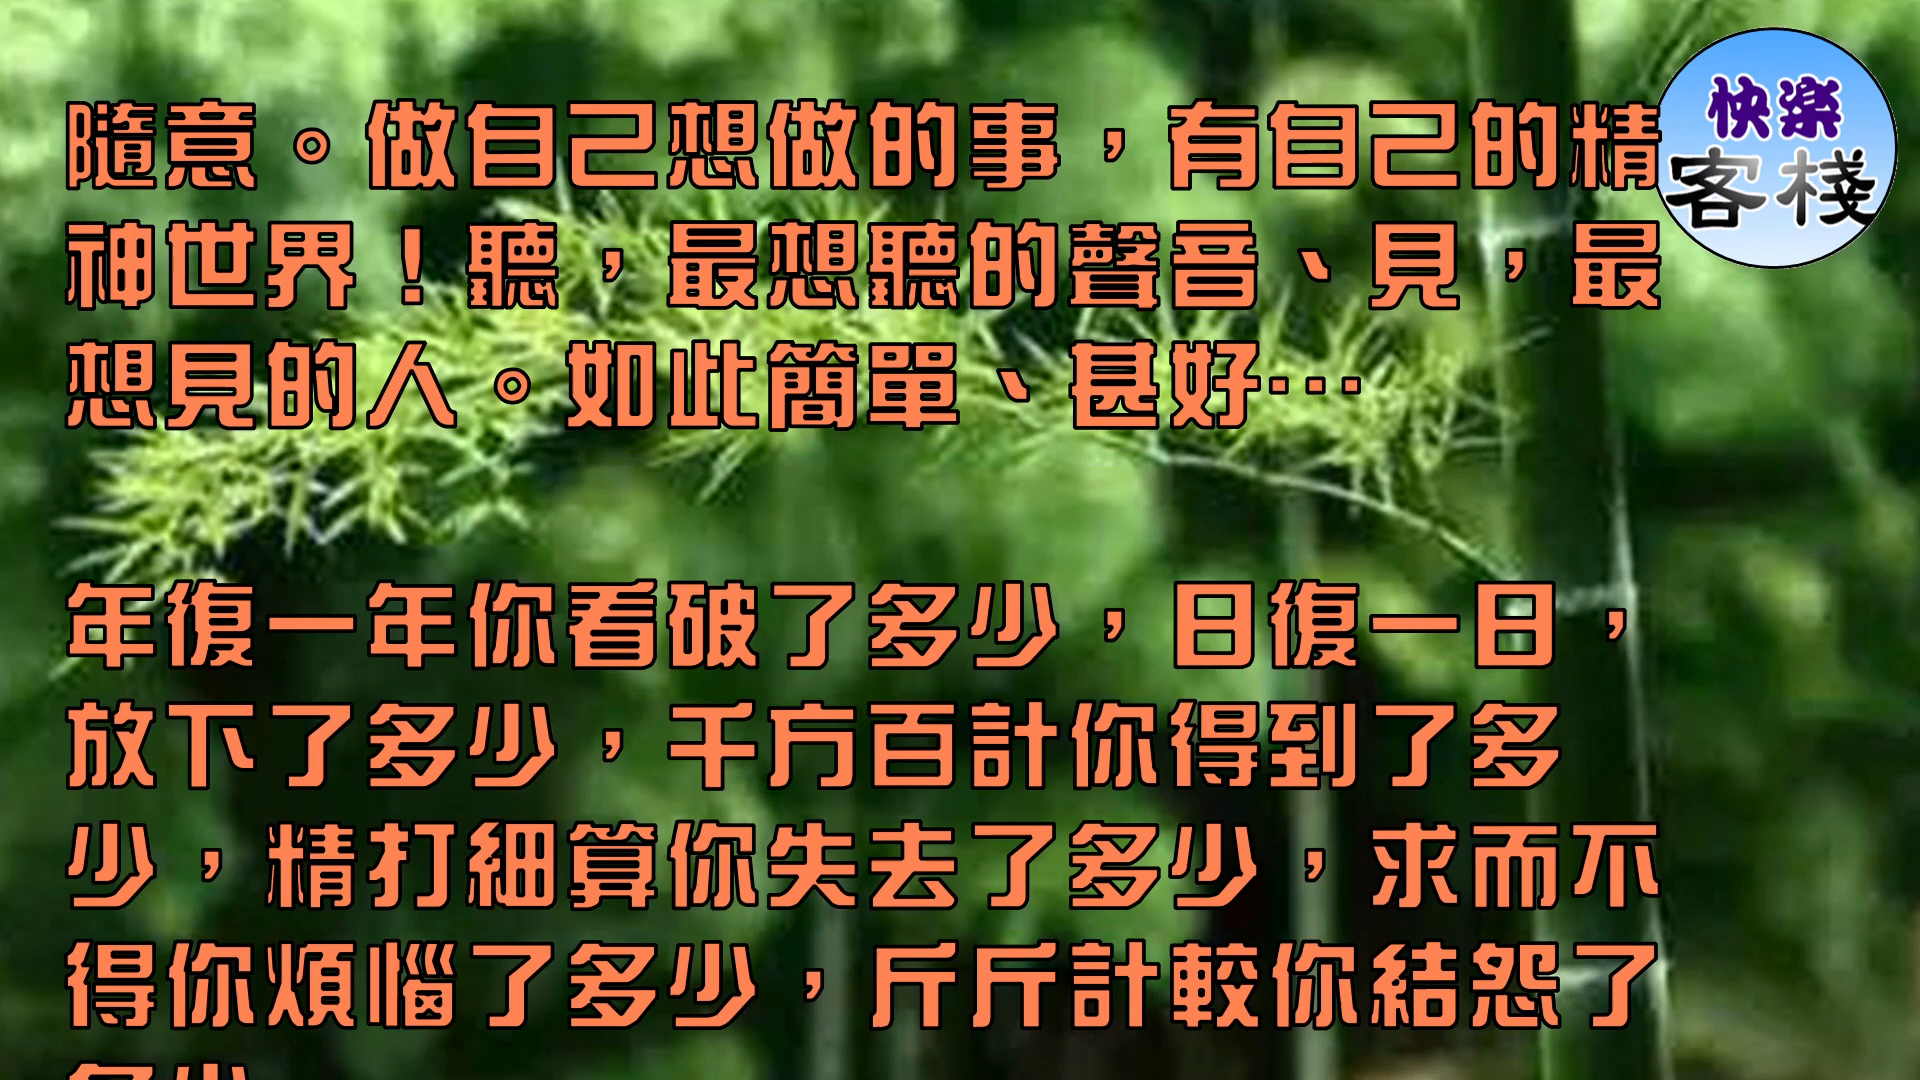 隨意。做自己想做的事，有自己的精
神世界！聽，最想聽的聲音、見，最
想見的人。如此簡單、甚好…
年復一年你看破了多少，日復一日，
放下了多少，千方百計你得到了多
少，精打細算你失去了多少，求而不
得你煩惱了多少，斤斤計較你結怨了
多少
快楽
客棧